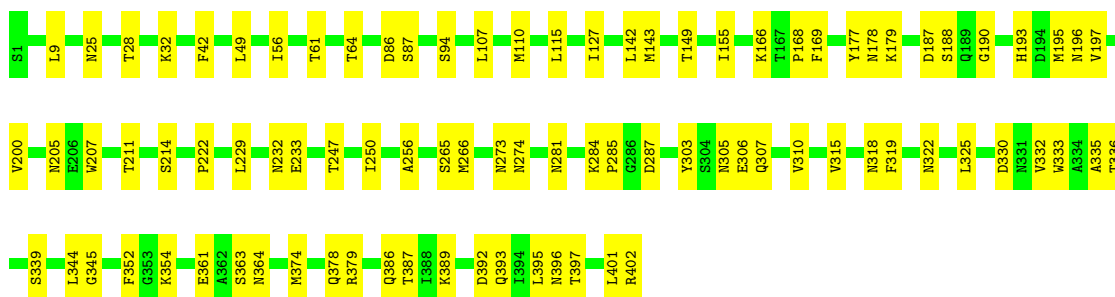 S1 L9 N25 T28 K32 F42 L49 I56 T61 T64 D86 S87 S94 L107 M110 L115 I127 L142 M143 T149 I155 K166 T167 P168 F169 Y177 N178 K179 D187 S188 Q189 G190 H193 D194 M195 N196 V197
V200 N205 E206 W207 T211 S214 P222 L229 N232 E233 T247 I250 A256 S265 M266 N273 N274 N281 K284 P285 G286 D287 Y303 S304 N305 E306 Q307 V310 V315 N318 F319 N322 L325 D330 N331 V332 W333 A334 A335 T336
S339 L344 G345 F352 G353 K354 E361 A362 S363 N364 M374 Q378 R379 Q386 T387 I388 K389 D392 Q393 I394 L395 N396 T397 L401 R402